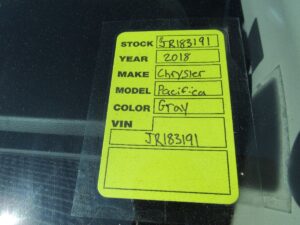 STOCK JR183191
YEAR 2018
MAKE Chrysler
MODEL Pacifica
COLOR Gray
VIN
JR183191